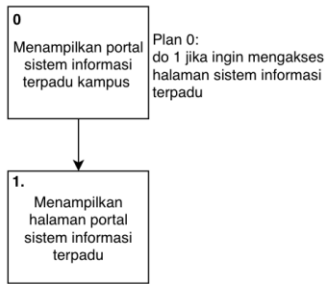 0
Menampilkan portal
sistem informasi
terpadu kampus
Plan 0:
do 1 jika ingin mengakses
halaman sistem informasi
terpadu
1.
Menampilkan
halaman portal
sistem informasi
terpadu